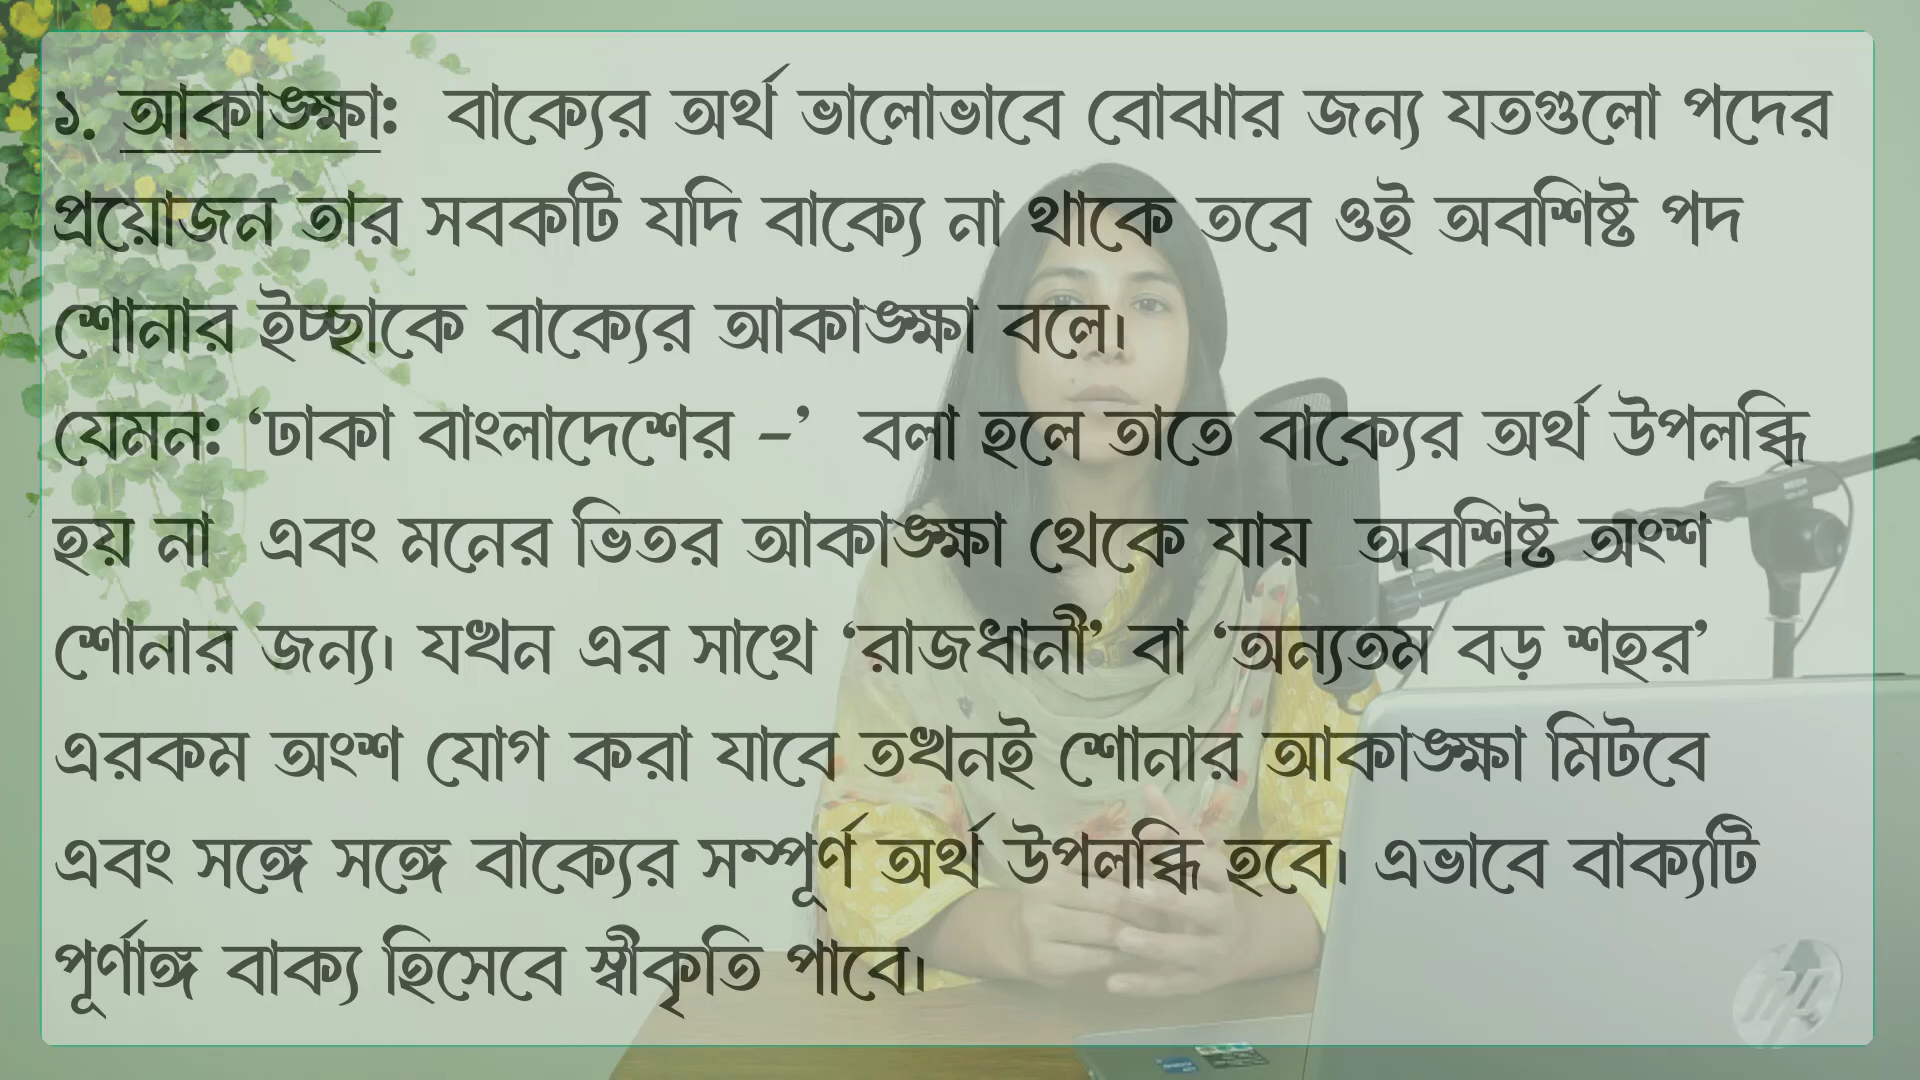 ১. আকাঙ্ক্ষা: বাক্যের অর্থ ভালোভাবে বোঝার জন্য যতগুলো পদের
প্রয়োজন তার সবকটি যদি বাক্যে না থাকে তবে ওই অবশিষ্ট পদ
শোনার ইচ্ছাকে বাক্যের আকাঙ্ক্ষা বলে।
যেমন: ‘ঢাকা বাংলাদেশের –’ বলা হলে তাতে বাক্যের অর্থ উপলব্ধি
হয় না এবং মনের ভিতর আকাঙ্ক্ষা থেকে যায় অবশিষ্ট অংশ
শোনার জন্য। যখন এর সাথে ‘রাজধানী’ বা ‘অন্যতম বড় শহর’
এরকম অংশ যোগ করা যাবে তখনই শোনার আকাঙ্ক্ষা মিটবে
এবং সঙ্গে সঙ্গে বাক্যের সম্পূর্ণ অর্থ উপলব্ধি হবে। এভাবে বাক্যটি
পূর্ণাঙ্গ বাক্য হিসেবে স্বীকৃতি পাবে।
hp